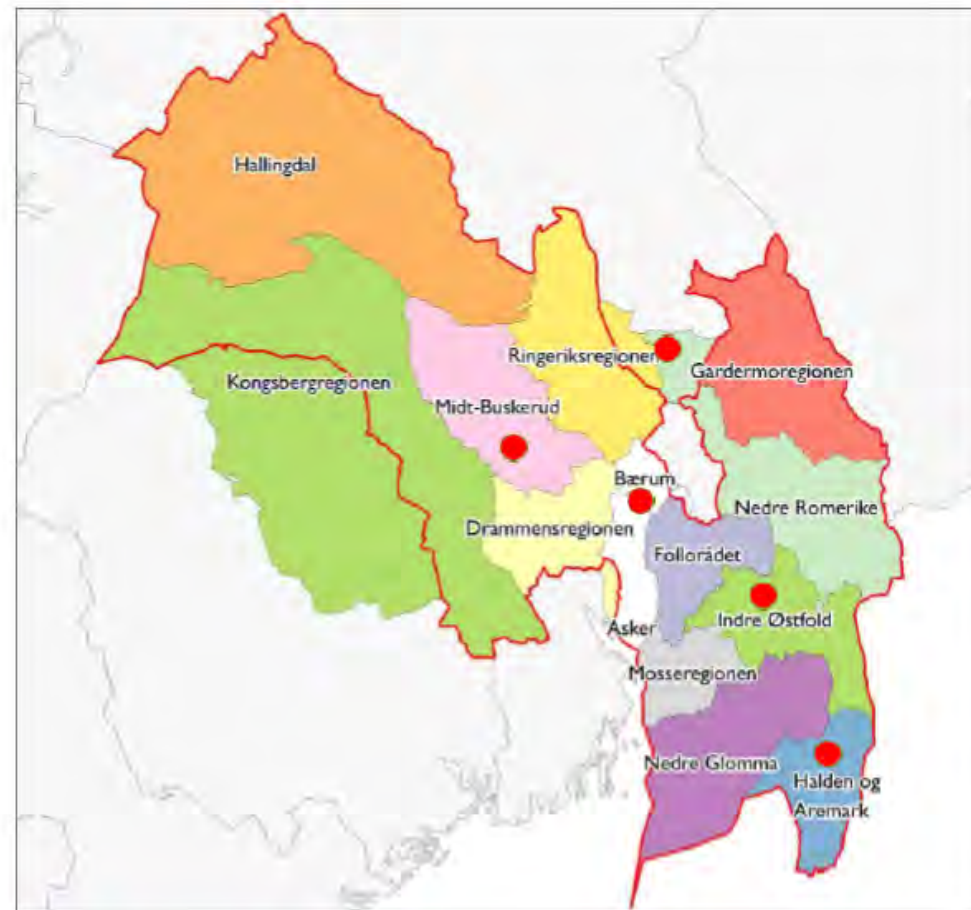 Hallingdal
Ringeriksregionen
Gardermoregionen
Kongsbergregionen
Midt-Buskerud
Bærum
Nedre Romerike
Drammensregionen
Follorådet
Indre Østfold
Asker
Mosseregionen
Nedre Glomma
Halden og
Aremark